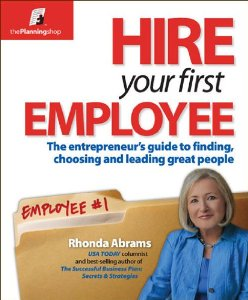 thePlanningshop
HIRE
your first
EMPLOYEE
The entrepreneur's guide to finding,
choosing and leading great people
EMPLOYEE #1
Rhonda Abrams
USA TODAY columnist
and best-selling author of
The Successful Business Plan:
Secrets & Strategies